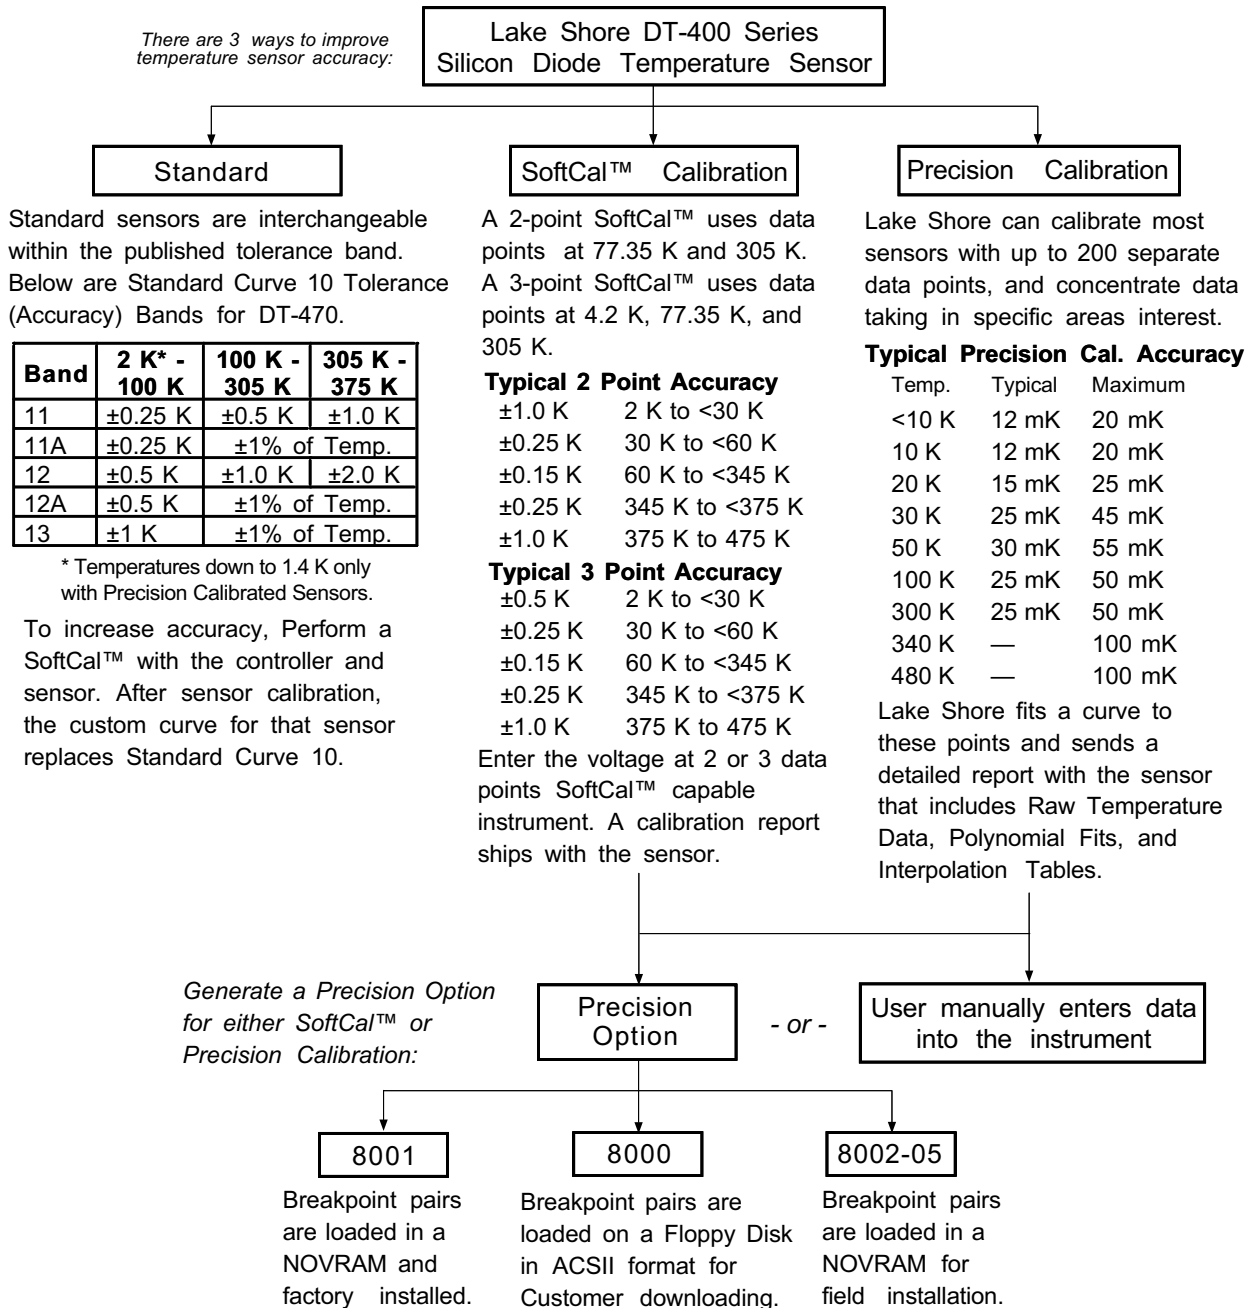 There are 3 ways to improve
temperature sensor accuracy:
Lake Shore DT-400 Series
Silicon Diode Temperature Sensor
Standard
Standard sensors are interchangeable
within the published tolerance band.
Below are Standard Curve 10 Tolerance
(Accuracy) Bands for DT-470.
Band 2 K* - 100 K 100 K - 305 K 305 K - 375 K
11 ±0.25 K ±0.5 K ±1.0 K
11A ±0.25 K ±1% of Temp.
12 ±0.5 K ±1.0 K ±2.0 K
12A ±0.5 K ±1% of Temp.
13 ±1 K ±1% of Temp.
* Temperatures down to 1.4 K only
with Precision Calibrated Sensors.
To increase accuracy, Perform a
SoftCal™ with the controller and
sensor. After sensor calibration,
the custom curve for that sensor
replaces Standard Curve 10.
SoftCal™ Calibration
A 2-point SoftCal™ uses data
points at 77.35 K and 305 K.
A 3-point SoftCal™ uses data
points at 4.2 K, 77.35 K, and
305 K.
Typical 2 Point Accuracy
±1.0 K 2 K to <30 K
±0.25 K 30 K to <60 K
±0.15 K 60 K to <345 K
±0.25 K 345 K to <375 K
±1.0 K 375 K to 475 K
Typical 3 Point Accuracy
±0.5 K 2 K to <30 K
±0.25 K 30 K to <60 K
±0.15 K 60 K to <345 K
±0.25 K 345 K to <375 K
±1.0 K 375 K to 475 K
Enter the voltage at 2 or 3 data
points SoftCal™ capable
instrument. A calibration report
ships with the sensor.
Precision Calibration
Lake Shore can calibrate most
sensors with up to 200 separate
data points, and concentrate data
taking in specific areas interest.
Typical Precision Cal. Accuracy
Temp. Typical Maximum
<10 K 12 mK 20 mK
10 K 12 mK 20 mK
20 K 15 mK 25 mK
30 K 25 mK 45 mK
50 K 30 mK 55 mK
100 K 25 mK 50 mK
300 K 25 mK 50 mK
340 K — 100 mK
480 K — 100 mK
Lake Shore fits a curve to
these points and sends a
detailed report with the sensor
that includes Raw Temperature
Data, Polynomial Fits, and
Interpolation Tables.
Generate a Precision Option
for either SoftCal™ or
Precision Calibration:
Precision
Option
- or -
User manually enters data
into the instrument
8001
Breakpoint pairs
are loaded in a
NOVRAM and
factory installed.
8000
Breakpoint pairs are
loaded on a Floppy Disk
in ACSII format for
Customer downloading.
8002-05
Breakpoint pairs
are loaded in a
NOVRAM for
field installation.